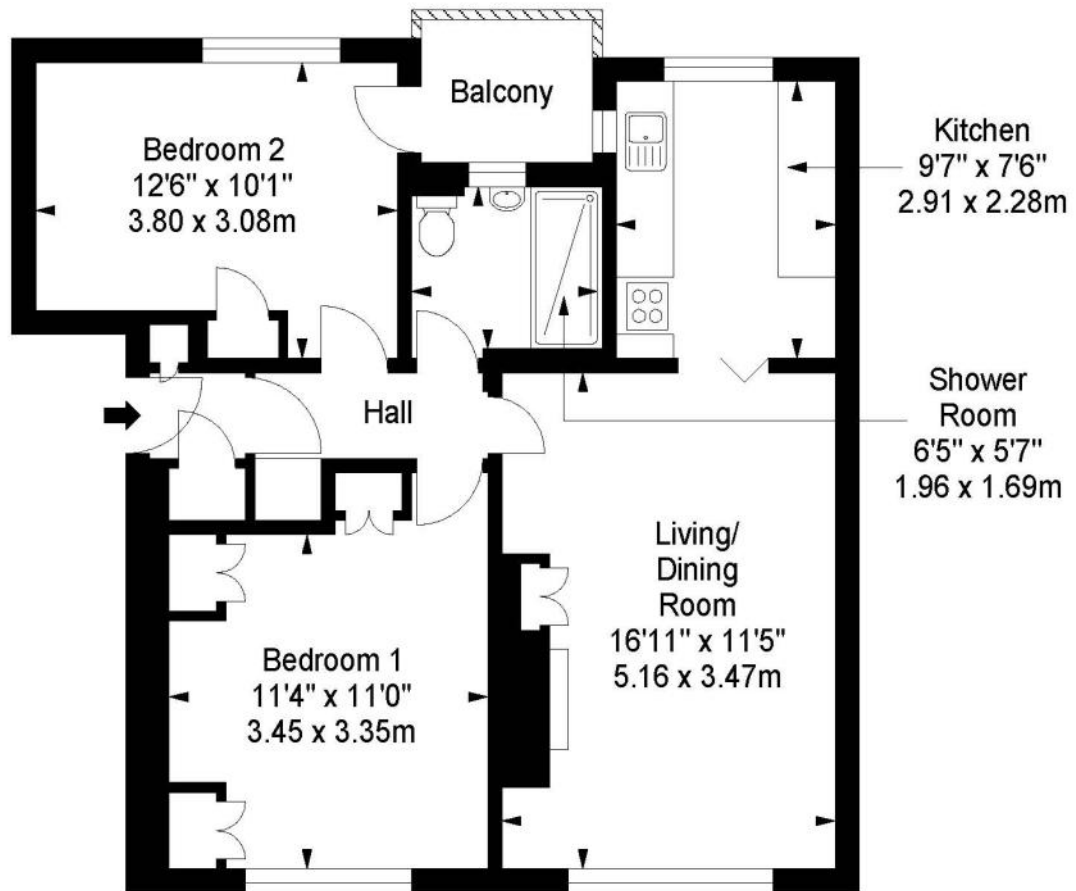 Balcony
Bedroom 2
12'6" x 10'1"
3.80 x 3.08m
Kitchen
9'7" x 7'6"
2.91 x 2.28m
Hall
Shower
Room
6'5" x 5'7"
1.96 x 1.69m
Living/
Dining
Room
16'11" x 11'5"
5.16 x 3.47m
Bedroom 1
11'4" x 11'0"
3.45 x 3.35m